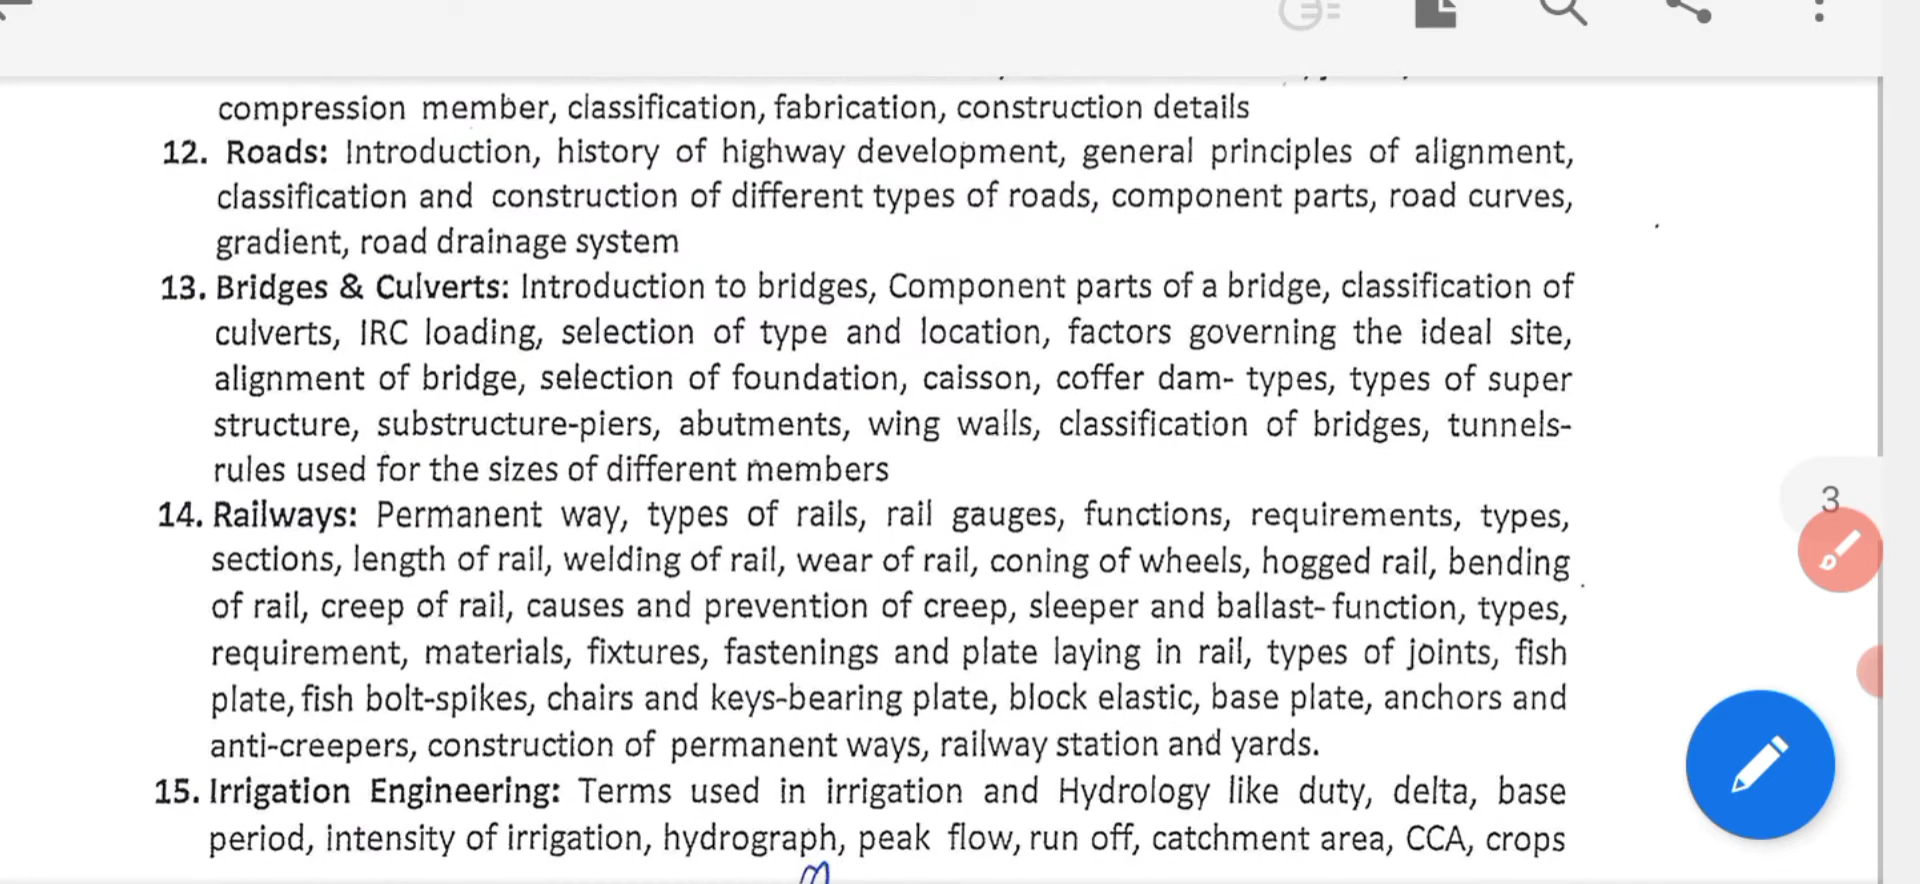 compression member, classification, fabrication, construction details
12. Roads: Introduction, history of highway development, general principles of alignment,
classification and construction of different types of roads, component parts, road curves,
gradient, road drainage system
13. Bridges & Culverts: Introduction to bridges, Component parts of a bridge, classification of
culverts, IRC loading, selection of type and location, factors governing the ideal site,
alignment of bridge, selection of foundation, caisson, coffer dam- types, types of super
structure, substructure-piers, abutments, wing walls, classification of bridges, tunnels-
rules used for the sizes of different members
14. Railways: Permanent way, types of rails, rail gauges, functions, requirements, types,
sections, length of rail, welding of rail, wear of rail, coning of wheels, hogged rail, bending
of rail, creep of rail, causes and prevention of creep, sleeper and ballast- function, types,
requirement, materials, fixtures, fastenings and plate laying in rail, types of joints, fish
plate, fish bolt-spikes, chairs and keys-bearing plate, block elastic, base plate, anchors and
anti-creepers, construction of permanent ways, railway station and yards.
15. Irrigation Engineering: Terms used in irrigation and Hydrology like duty, delta, base
period, intensity of irrigation, hydrograph, peak flow, run off, catchment area, CCA, crops
3